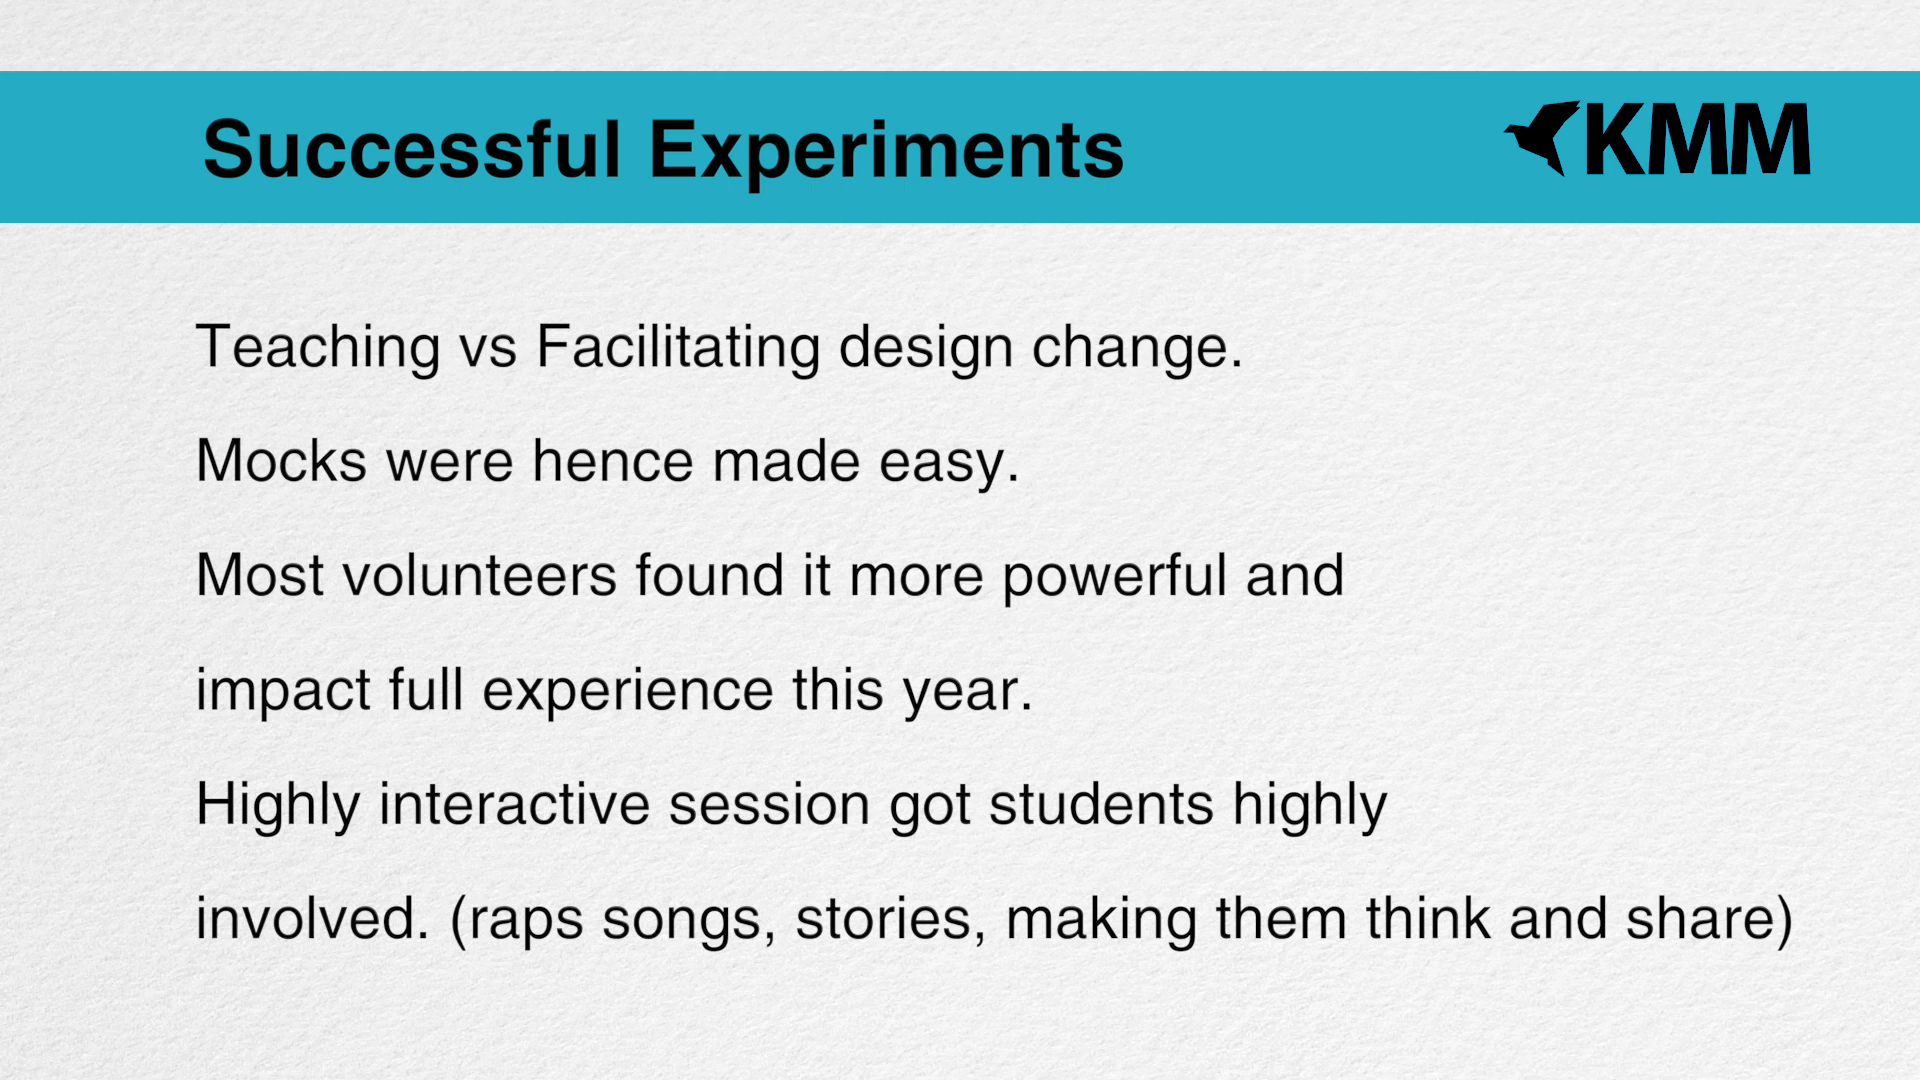 Successful Experiments
KMM
Teaching vs Facilitating design change.
Mocks were hence made easy.
Most volunteers found it more powerful and
impact full experience this year.
Highly interactive session got students highly
involved. (raps songs, stories, making them think and share)